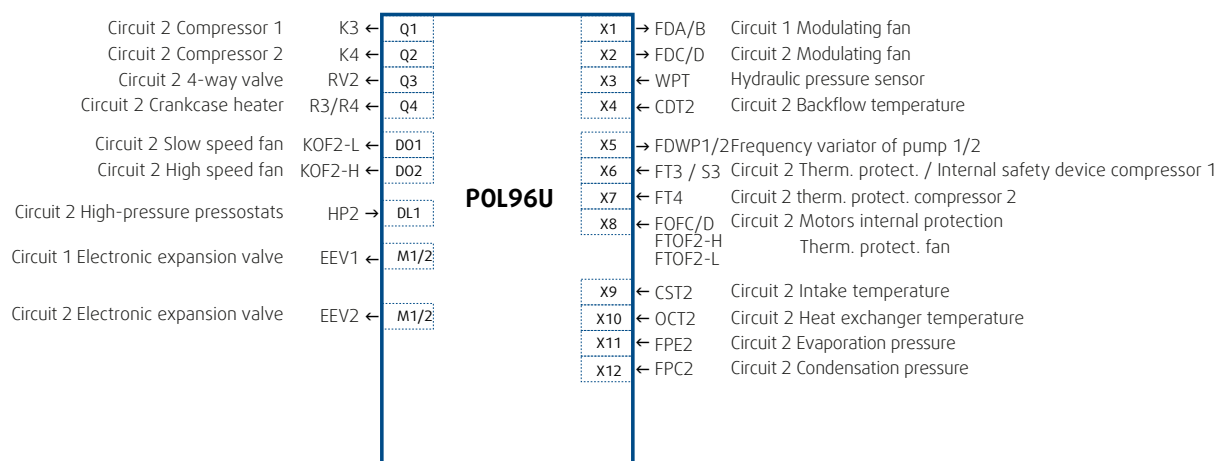 Circuit 2 Compressor 1 K3 ← Q1
Circuit 2 Compressor 2 K4 ← Q2
Circuit 2 4-way valve RV2 ← Q3
Circuit 2 Crankcase heater R3/R4 ← Q4
Circuit 2 Slow speed fan KOF2-L ← DO1
Circuit 2 High speed fan KOF2-H ← DO2
Circuit 2 High-pressure pressostats HP2 → DL1
Circuit 1 Electronic expansion valve EEV1 ← M1/2
Circuit 2 Electronic expansion valve EEV2 ← M1/2
POL96U
X1 → FDA/B Circuit 1 Modulating fan
X2 → FDC/D Circuit 2 Modulating fan
X3 ← WPT Hydraulic pressure sensor
X4 ← CDT2 Circuit 2 Backflow temperature
X5 → FDWP1/2 Frequency variator of pump 1/2
X6 ← FT3 / S3 Circuit 2 Therm. protect. / Internal safety device compressor 1
X7 ← FT4 Circuit 2 therm. protect. compressor 2
X8 ← FOFC/D Circuit 2 Motors internal protection
FTOF2-H Therm. protect. fan
FTOF2-L
X9 ← CST2 Circuit 2 Intake temperature
X10 ← OCT2 Circuit 2 Heat exchanger temperature
X11 ← FPE2 Circuit 2 Evaporation pressure
X12 ← FPC2 Circuit 2 Condensation pressure